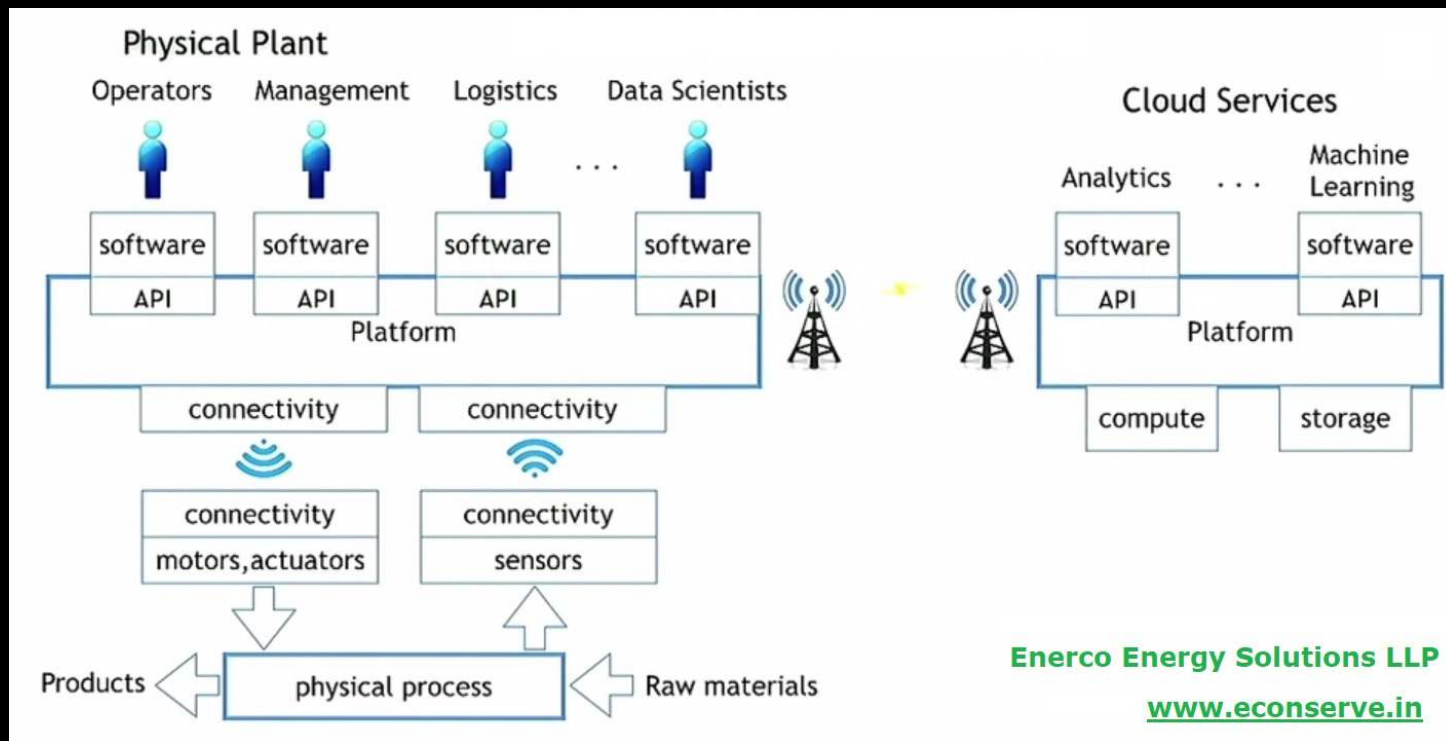 Physical Plant
Operators Management Logistics Data Scientists
. . .
software software software software
API API API API
Platform
connectivity connectivity
connectivity connectivity
motors,actuators sensors
Products physical process Raw materials
Cloud Services
Analytics . . . Machine
Learning
software software
API API
Platform
compute storage
Enerco Energy Solutions LLP
www.econserve.in